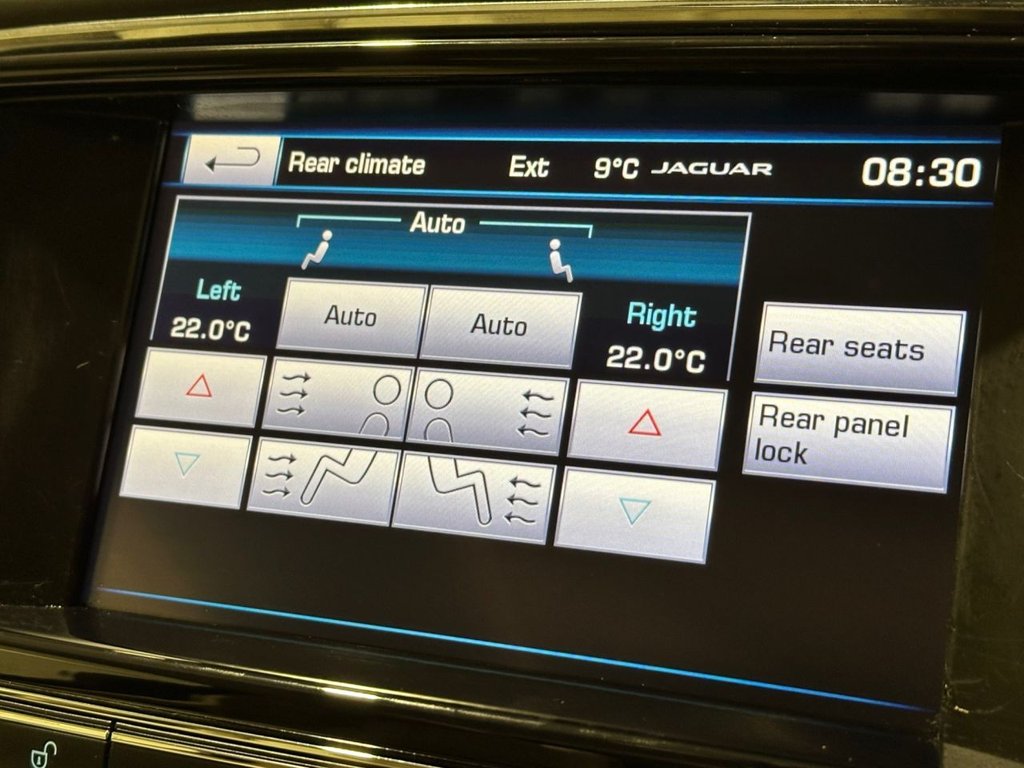 Rear climate Ext 9°C JAGUAR 08:30
Auto
Left
22.0°C
Auto
Auto
Right
22.0°C
Rear seats
Rear panel
lock